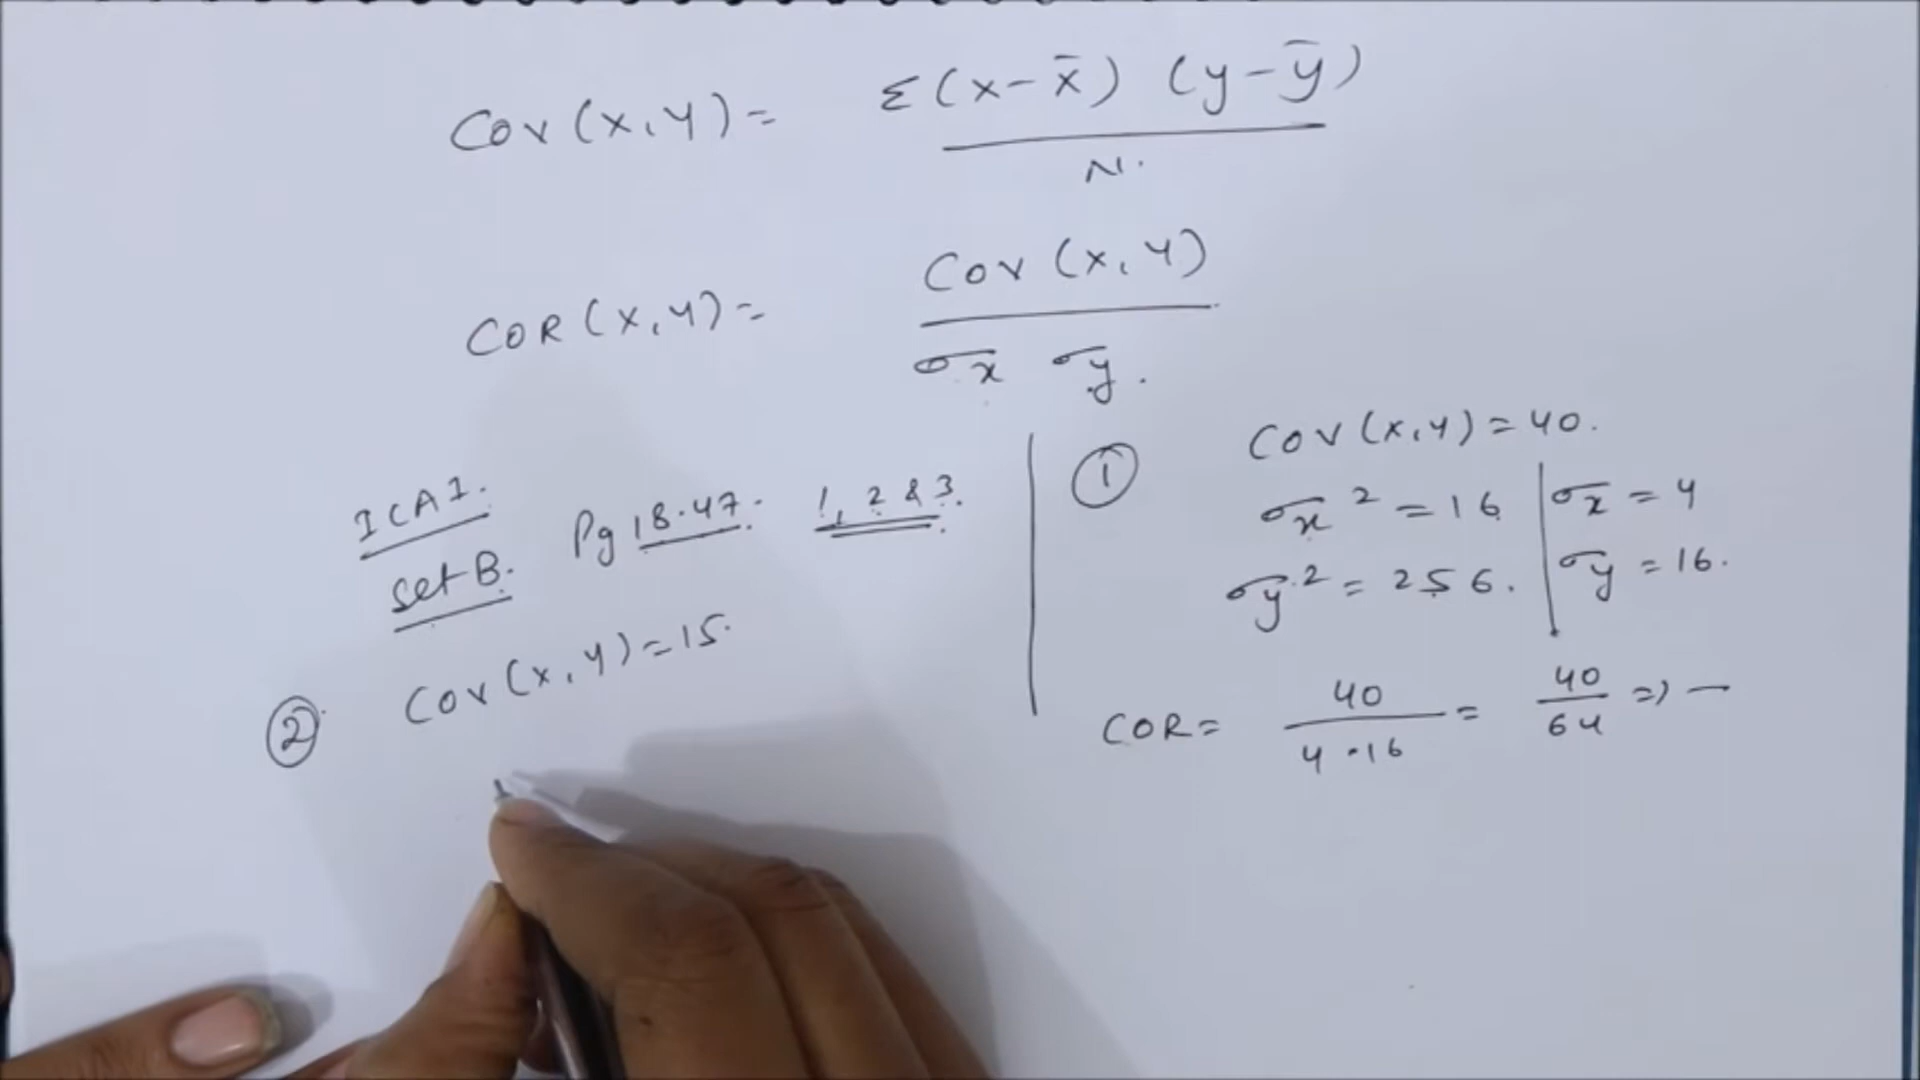 Cov (x, y) = Σ(x - x̄) (y - ȳ) / N.
COR (x, y) = Cov (x, y) / σx σy.
ICAI. Set B. Pg 18.47. 1, 2 & 3.
① COV (x, y) = 40.
σx² = 16 | σx = 4
σy² = 256. | σy = 16.
COR = 40 / 4 · 16 = 40 / 64 => —
② Cov (x, y) = 15.